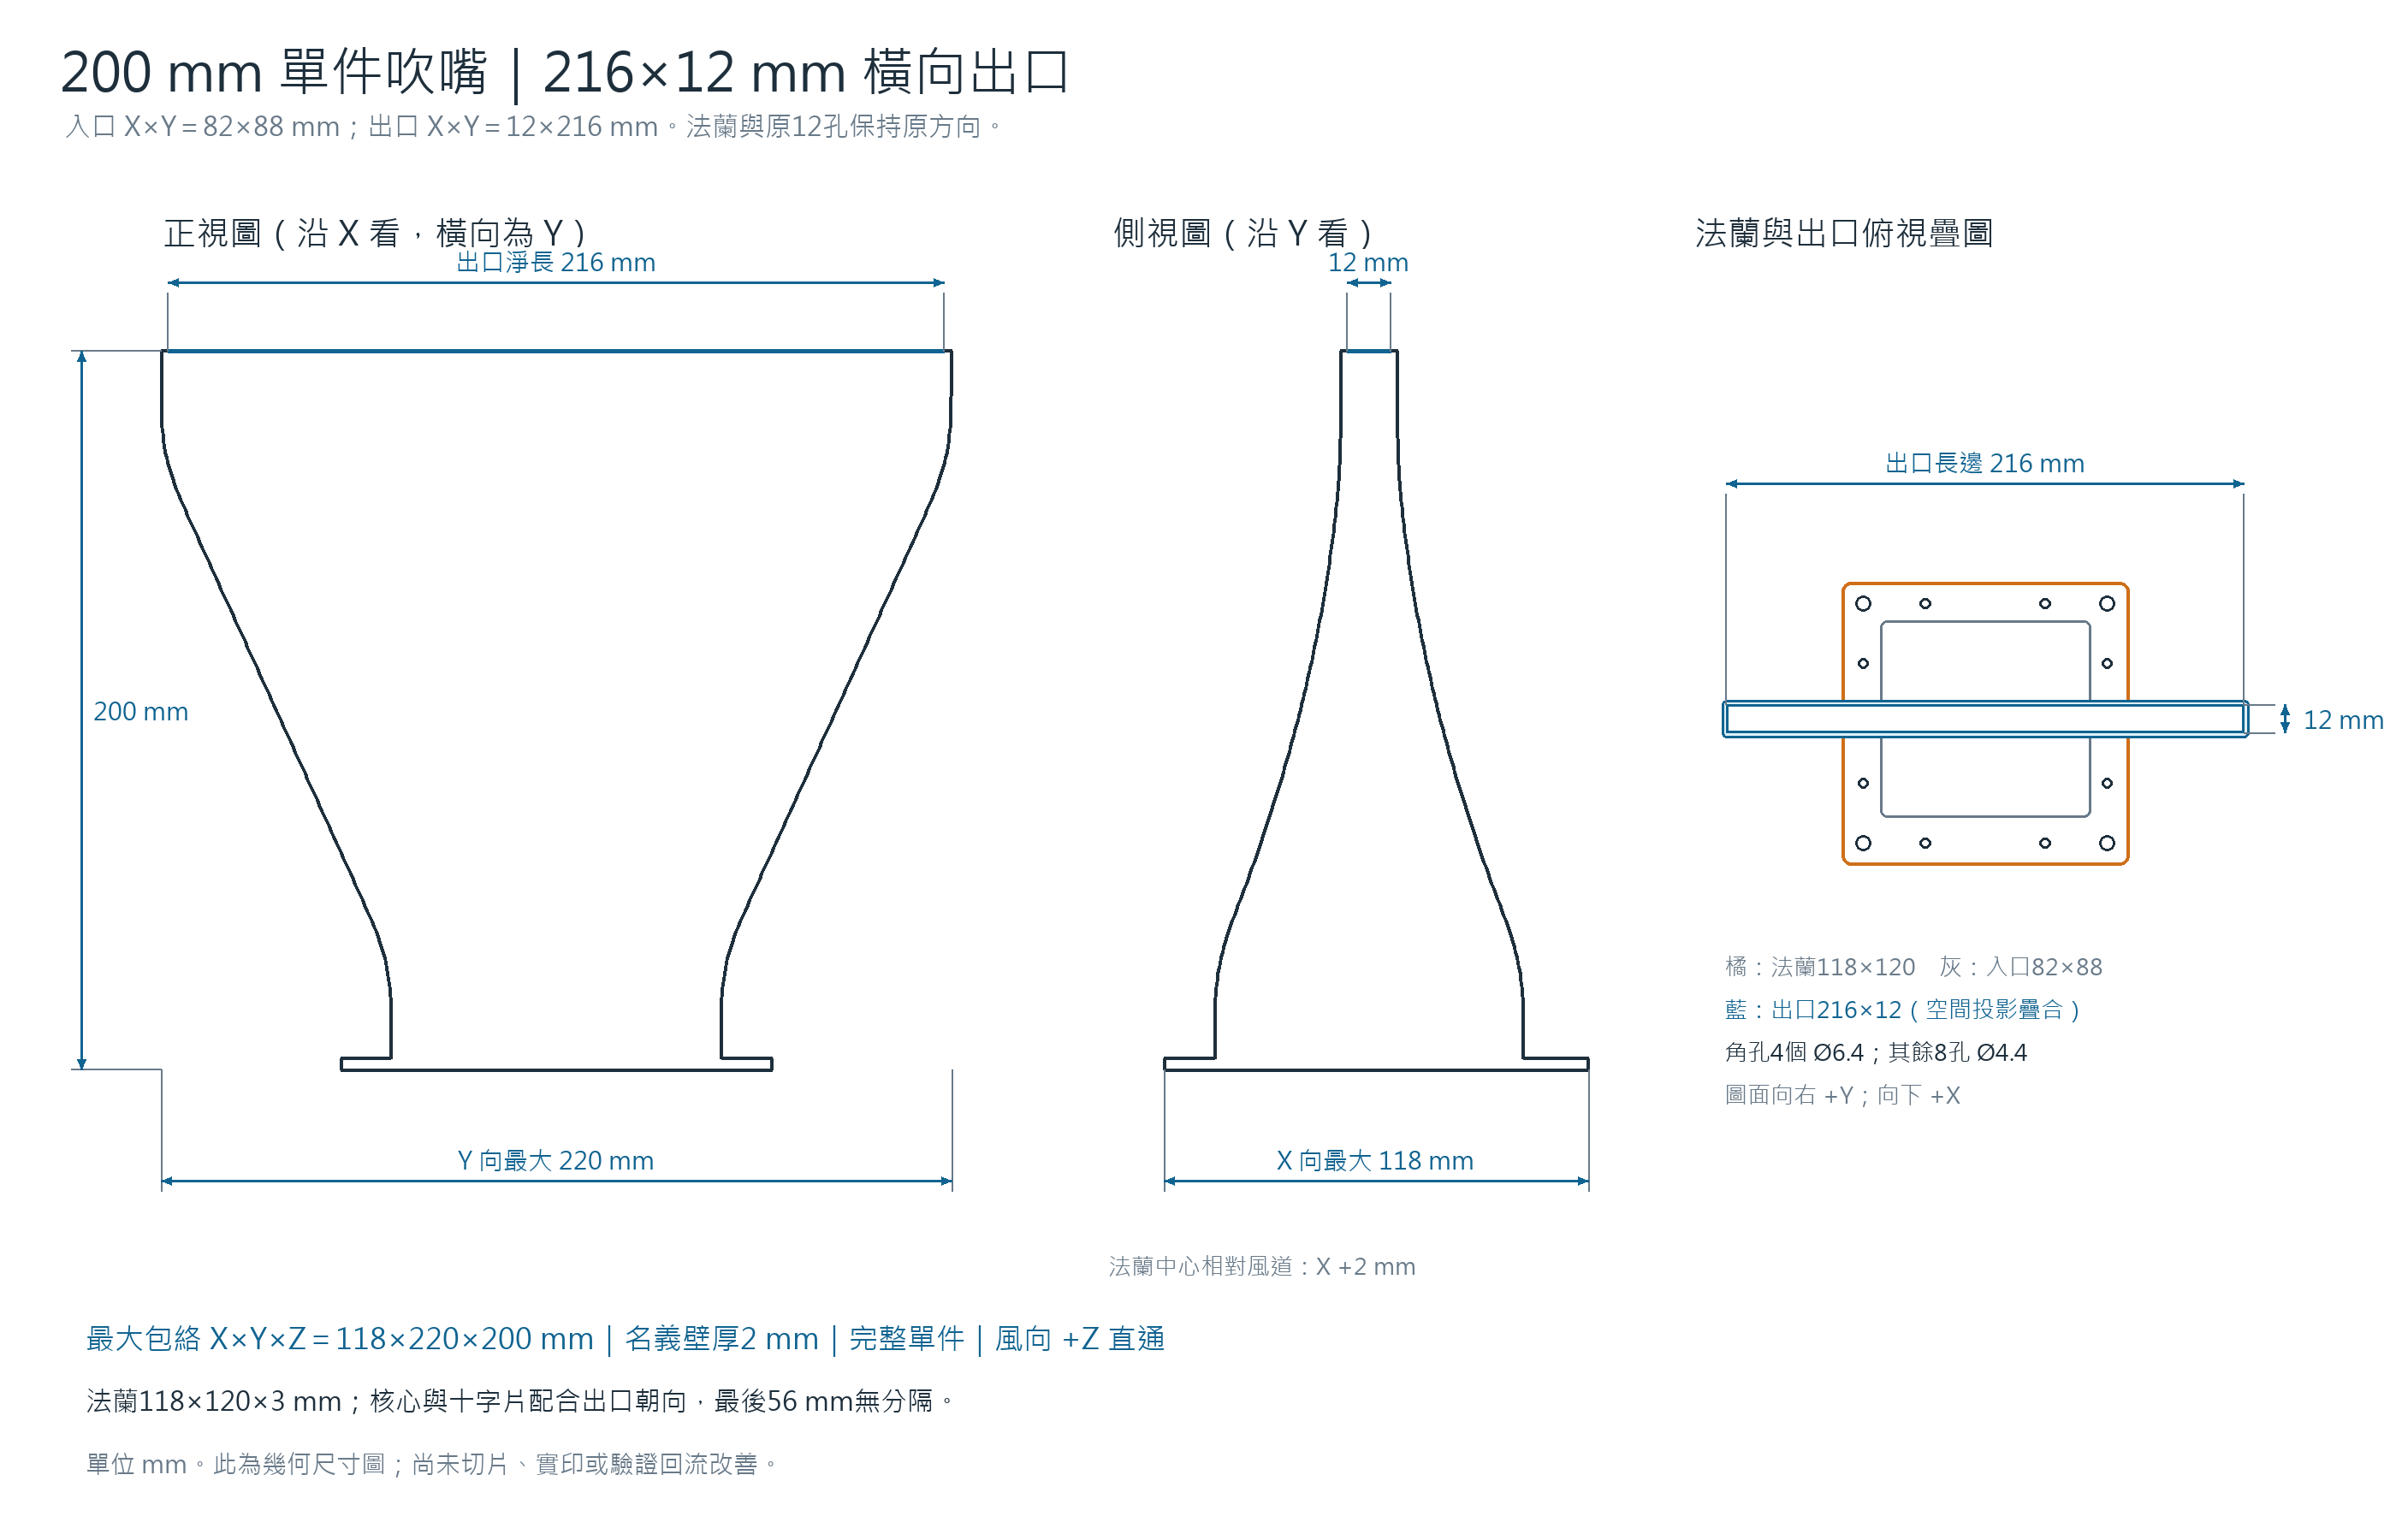 200 mm 單件吹嘴｜216×12 mm 橫向出口
入口 X×Y＝82×88 mm；出口 X×Y＝12×216 mm。法蘭與原12孔保持原方向。
正視圖（沿 X 看，橫向為 Y）
出口淨長 216 mm
200 mm
Y 向最大 220 mm
側視圖（沿 Y 看）
12 mm
X 向最大 118 mm
法蘭中心相對風道：X +2 mm
法蘭與出口俯視疊圖
出口長邊 216 mm
12 mm
橘：法蘭118×120　灰：入口82×88
藍：出口216×12（空間投影疊合）
角孔4個 Ø6.4；其餘8孔 Ø4.4
圖面向右 +Y；向下 +X
最大包絡 X×Y×Z＝118×220×200 mm｜名義壁厚2 mm｜完整單件｜風向 +Z 直通
法蘭118×120×3 mm；核心與十字片配合出口朝向，最後56 mm無分隔。
單位 mm。此為幾何尺寸圖；尚未切片、實印或驗證回流改善。